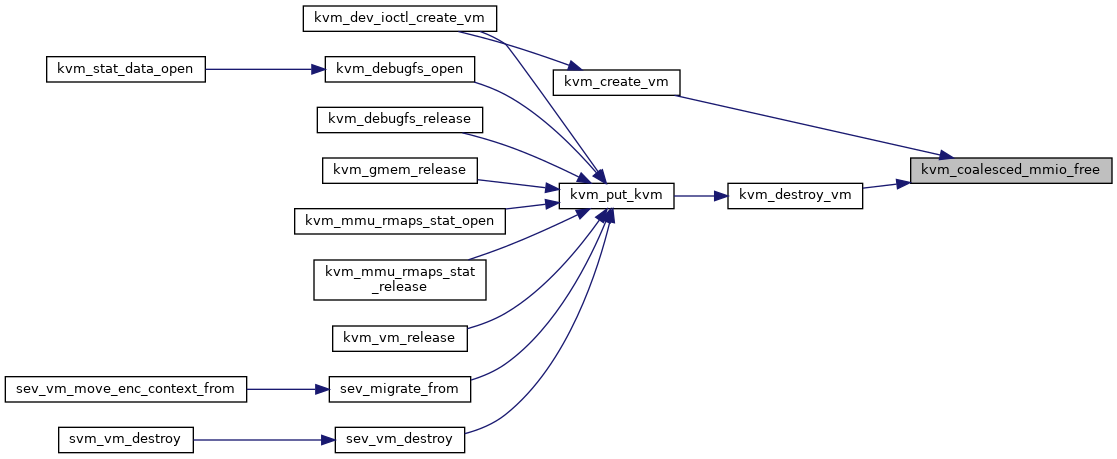 kvm_dev_ioctl_create_vm
kvm_stat_data_open
kvm_debugfs_open
kvm_create_vm
kvm_debugfs_release
kvm_gmem_release
kvm_coalesced_mmio_free
kvm_put_kvm
kvm_destroy_vm
kvm_mmu_rmaps_stat_open
kvm_mmu_rmaps_stat
_release
kvm_vm_release
sev_vm_move_enc_context_from
sev_migrate_from
svm_vm_destroy
sev_vm_destroy